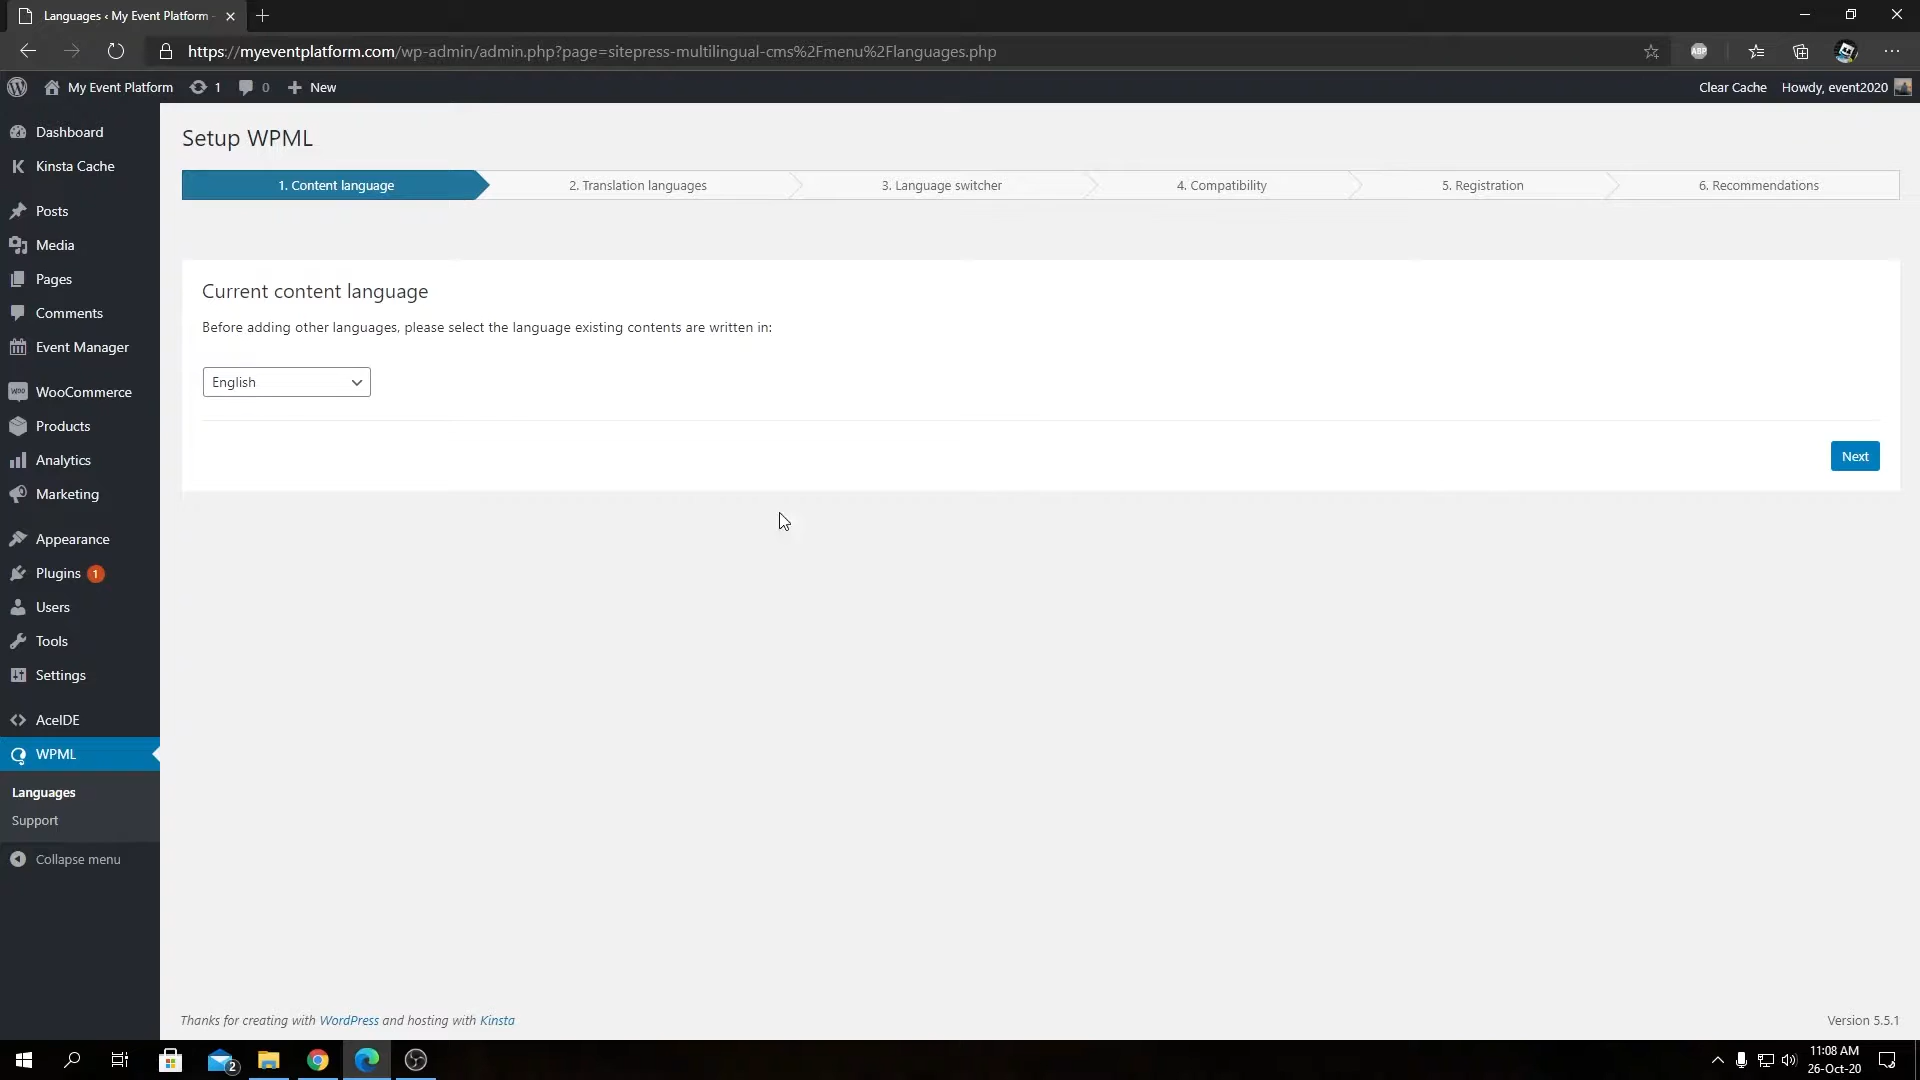 Languages ‹ My Event Platform
https://myeventplatform.com/wp-admin/admin.php?page=sitepress-multilingual-cms%2Fmenu%2Flanguages.php
ABP
My Event Platform
1
0
New
Clear Cache
Howdy, event2020
Dashboard
Kinsta Cache
Posts
Media
Pages
Comments
Event Manager
WooCommerce
Products
Analytics
Marketing
Appearance
Plugins 1
Users
Tools
Settings
AceIDE
WPML
Languages
Support
Collapse menu
Setup WPML
1. Content language
2. Translation languages
3. Language switcher
4. Compatibility
5. Registration
6. Recommendations
Current content language
Before adding other languages, please select the language existing contents are written in:
English
Next
Thanks for creating with WordPress and hosting with Kinsta
Version 5.5.1
2
11:08 AM
26-Oct-20